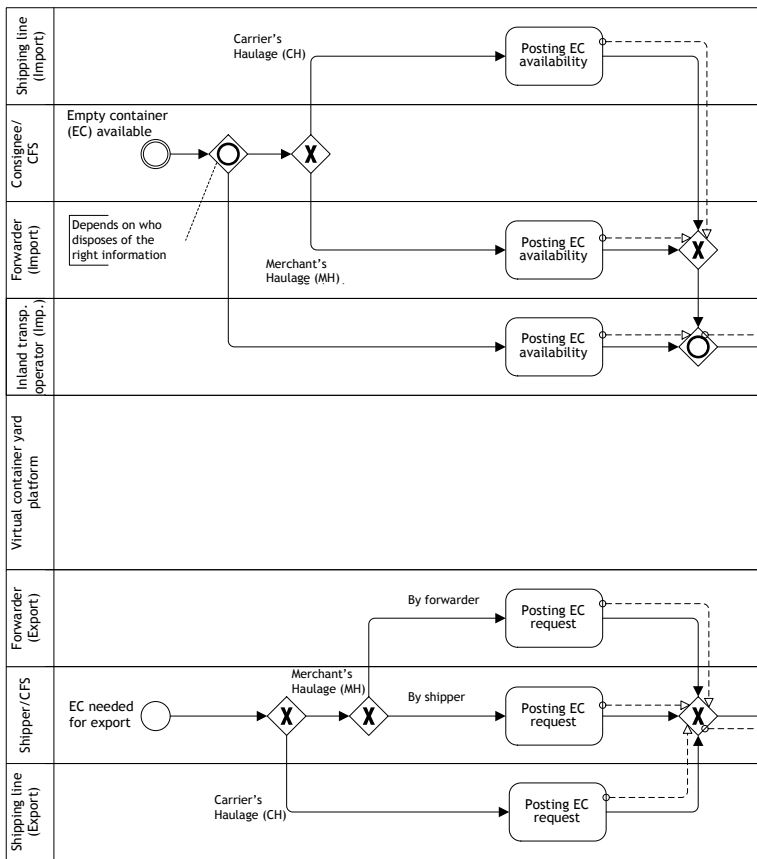 Shipping line
(Import)
Carrier's
Haulage (CH)
Posting EC
availability
Consignee/
CFS
Empty container
(EC) available
X
Forwarder
(Import)
Depends on who
disposes of the
right information
Merchant's
Haulage (MH)
Posting EC
availability
X
Inland transp.
operator (Imp.)
Posting EC
availability
Virtual container yard
platform
Forwarder
(Export)
By forwarder
Posting EC
request
Shipper/CFS
EC needed
for export
X
Merchant's
Haulage (MH)
X
By shipper
Posting EC
request
X
Shipping line
(Export)
Carrier's
Haulage (CH)
Posting EC
request